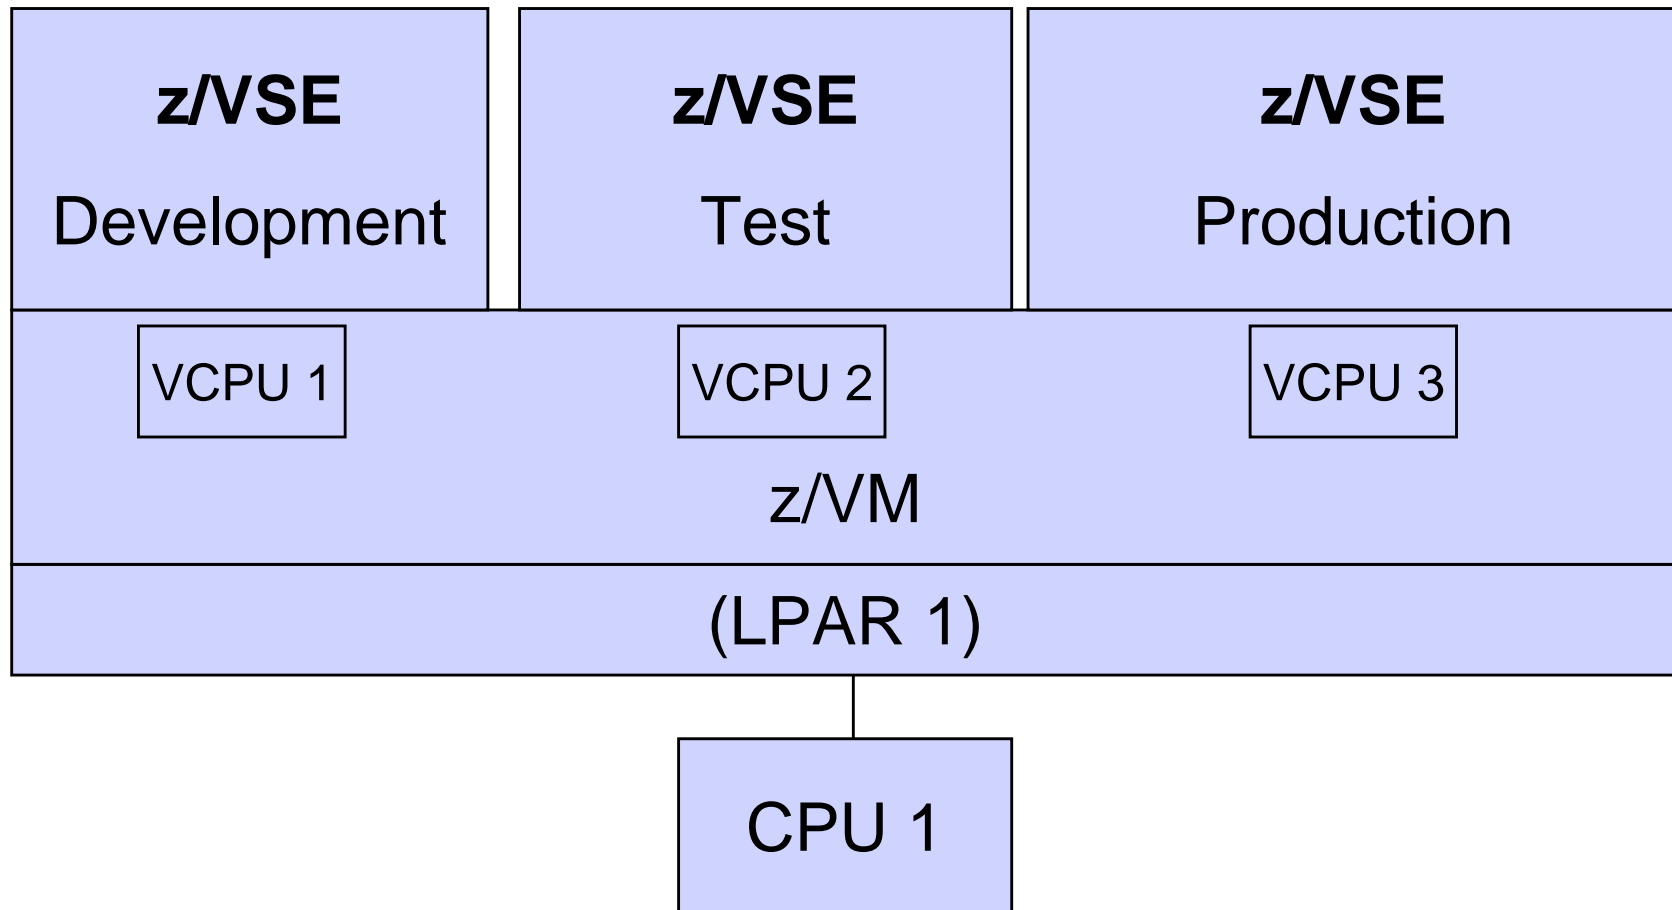 z/VSE
Development
z/VSE
Test
z/VSE
Production
VCPU 1
VCPU 2
VCPU 3
z/VM
(LPAR 1)
CPU 1